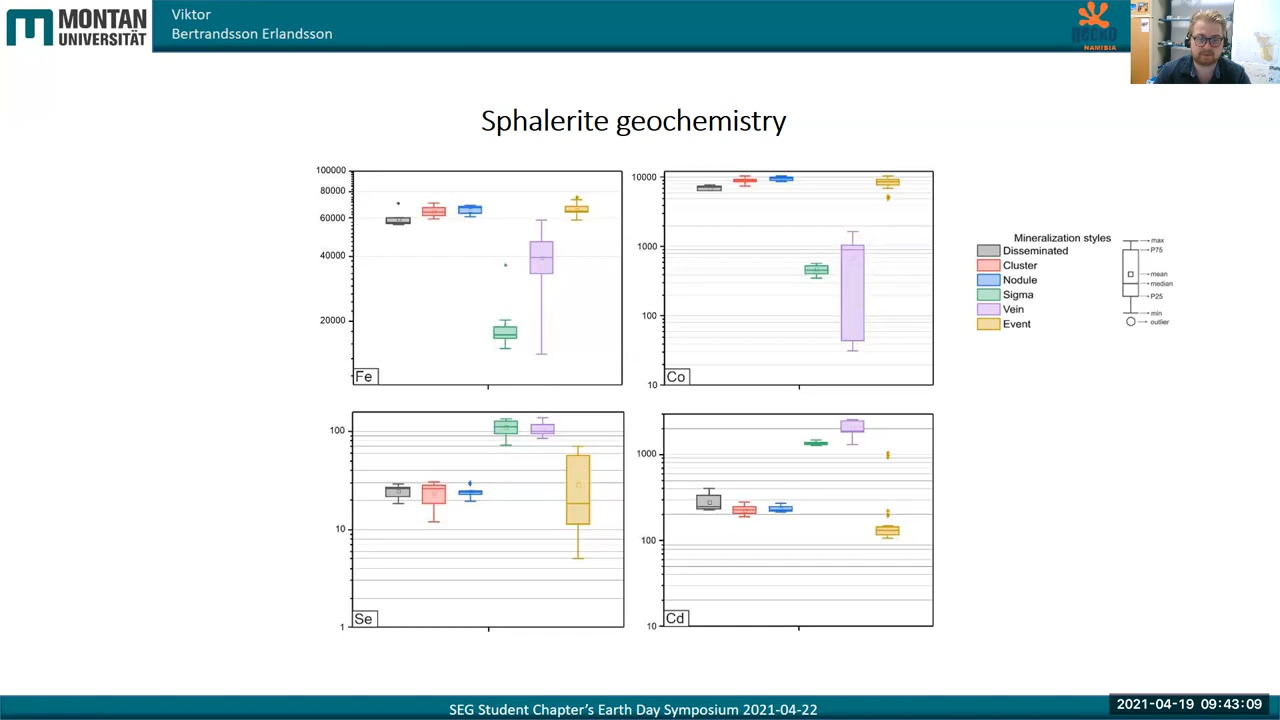 MONTAN
UNIVERSITÄT
Viktor
Bertrandsson Erlandsson
NAMIBIA
Sphalerite geochemistry
100000
80000
60000
40000
20000
Fe
10000
1000
100
10
Co
Mineralization styles
Disseminated
Cluster
Nodule
Sigma
Vein
Event
max
P75
mean
median
P25
min
outlier
100
10
1
Se
1000
100
10
Cd
SEG Student Chapter's Earth Day Symposium 2021-04-22
2021-04-19 09:43:09